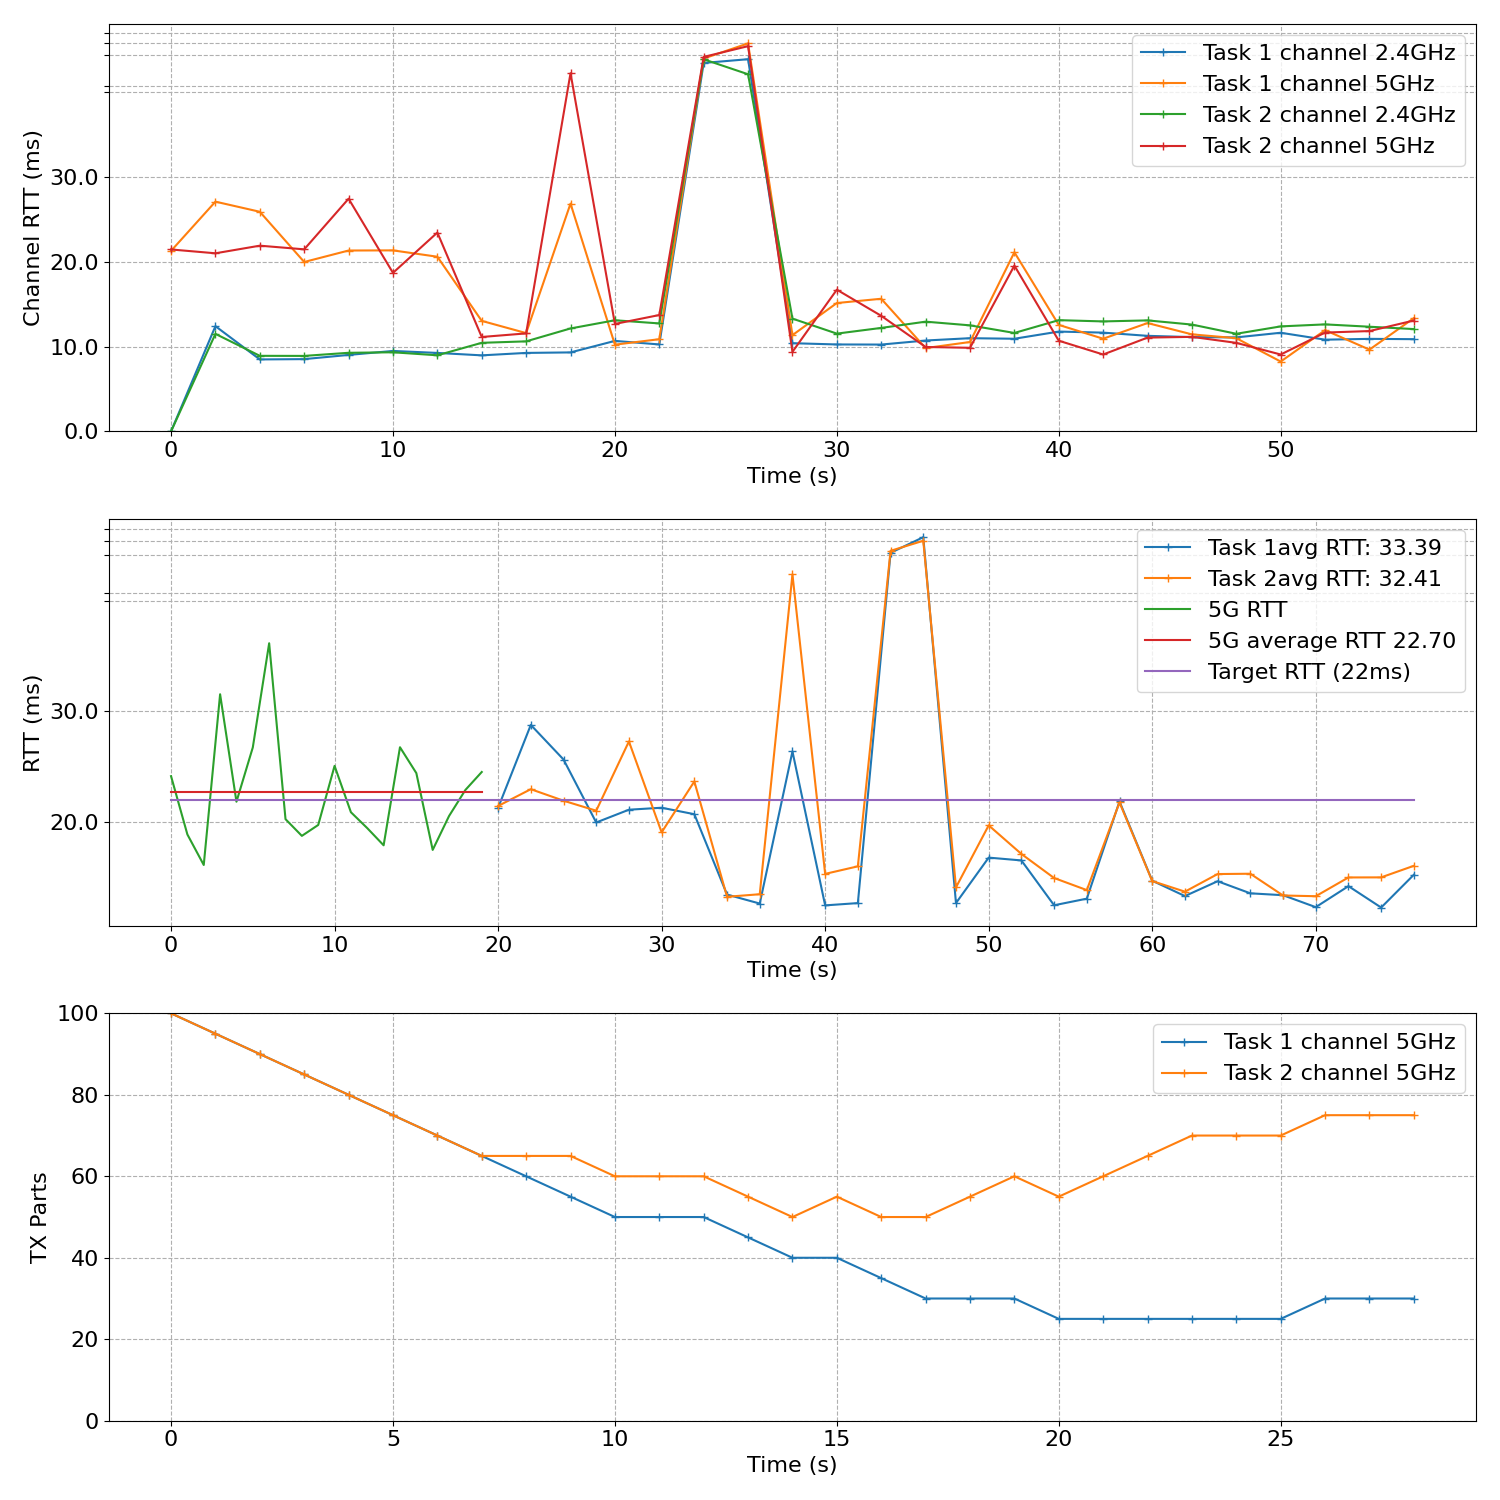 Channel RTT (ms)
30.0
20.0
10.0
0.0
Task 1 channel 2.4GHz
Task 1 channel 5GHz
Task 2 channel 2.4GHz
Task 2 channel 5GHz
0 10 20 30 40 50
Time (s)
RTT (ms)
30.0
20.0
Task 1avg RTT: 33.39
Task 2avg RTT: 32.41
5G RTT
5G average RTT 22.70
Target RTT (22ms)
0 10 20 30 40 50 60 70
Time (s)
TX Parts
100
80
60
40
20
0
Task 1 channel 5GHz
Task 2 channel 5GHz
0 5 10 15 20 25
Time (s)